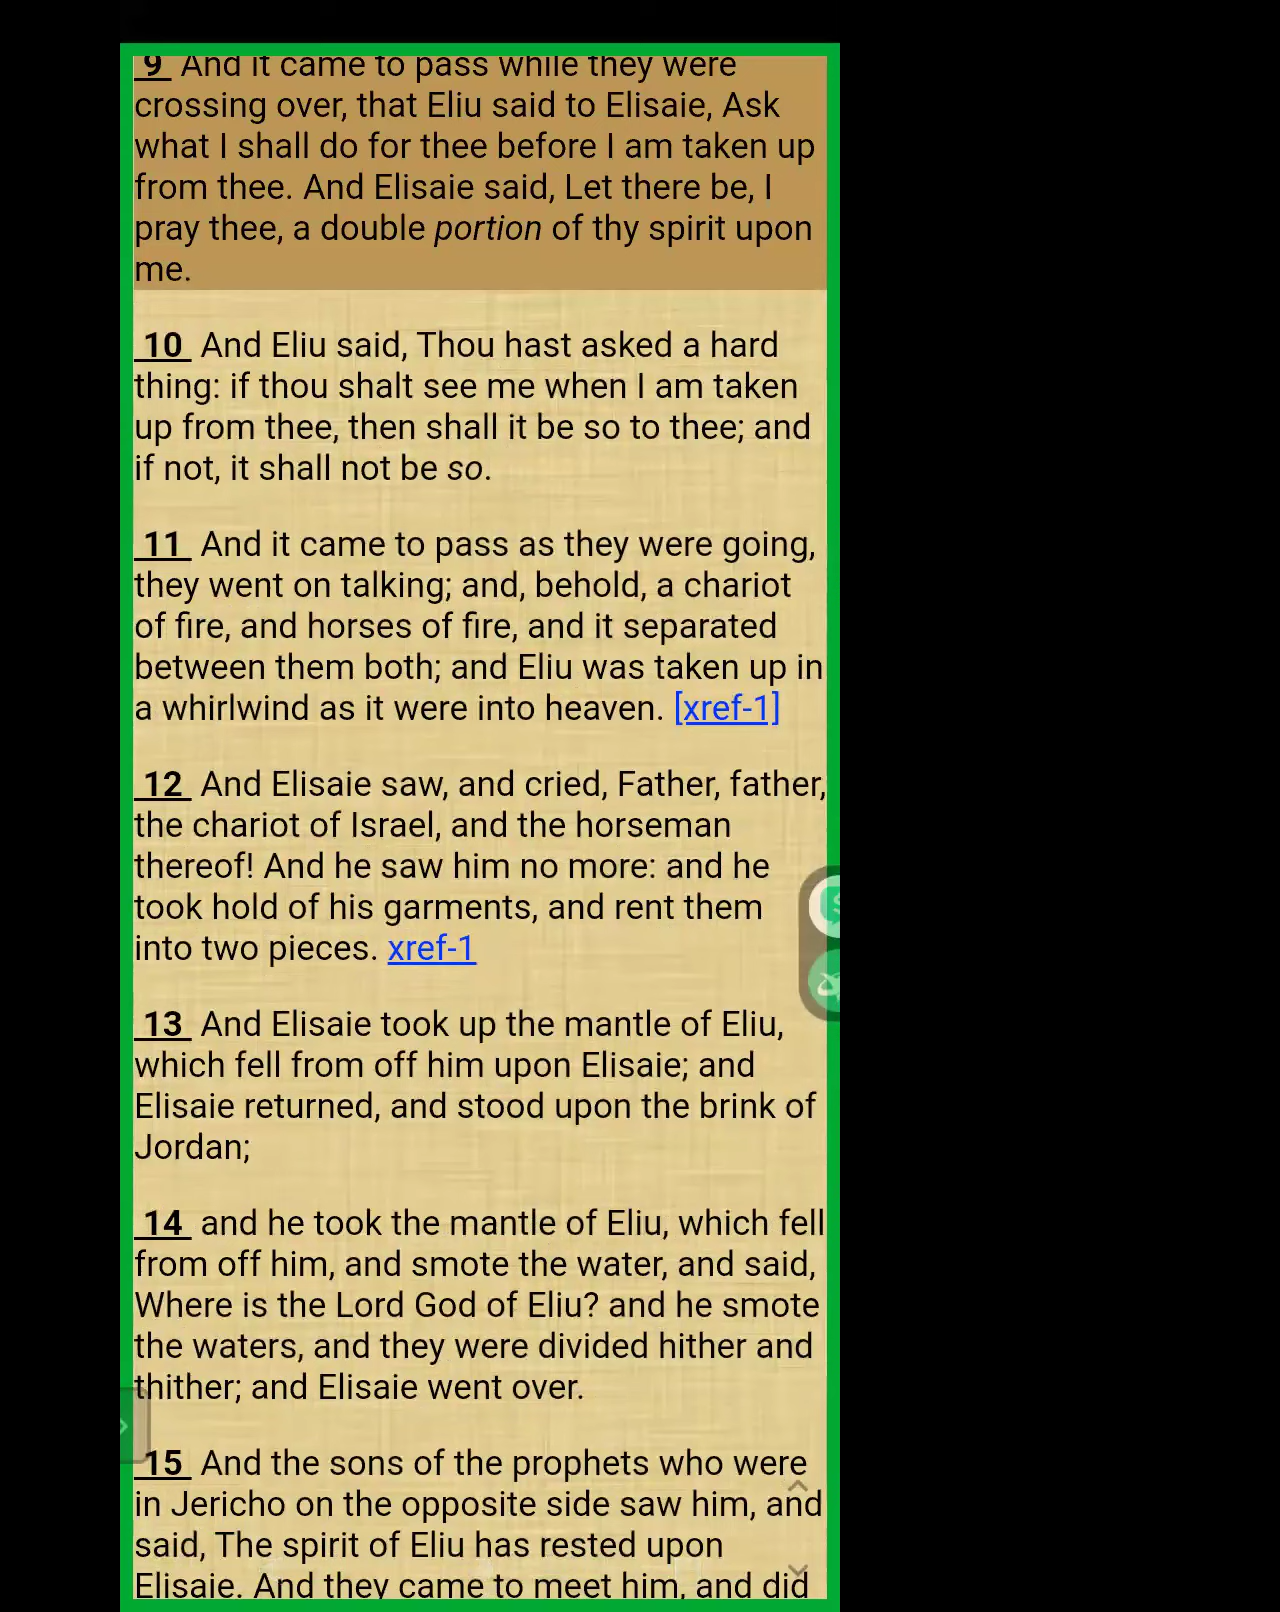 9 And it came to pass while they were
crossing over, that Eliu said to Elisaie, Ask
what I shall do for thee before I am taken up
from thee. And Elisaie said, Let there be, I
pray thee, a double portion of thy spirit upon
me.
10 And Eliu said, Thou hast asked a hard
thing: if thou shalt see me when I am taken
up from thee, then shall it be so to thee; and
if not, it shall not be so.
11 And it came to pass as they were going,
they went on talking; and, behold, a chariot
of fire, and horses of fire, and it separated
between them both; and Eliu was taken up in
a whirlwind as it were into heaven. [xref-1]
12 And Elisaie saw, and cried, Father, father,
the chariot of Israel, and the horseman
thereof! And he saw him no more: and he
took hold of his garments, and rent them
into two pieces. xref-1
13 And Elisaie took up the mantle of Eliu,
which fell from off him upon Elisaie; and
Elisaie returned, and stood upon the brink of
Jordan;
14 and he took the mantle of Eliu, which fell
from off him, and smote the water, and said,
Where is the Lord God of Eliu? and he smote
the waters, and they were divided hither and
thither; and Elisaie went over.
15 And the sons of the prophets who were
in Jericho on the opposite side saw him, and
said, The spirit of Eliu has rested upon
Elisaie. And they came to meet him, and did